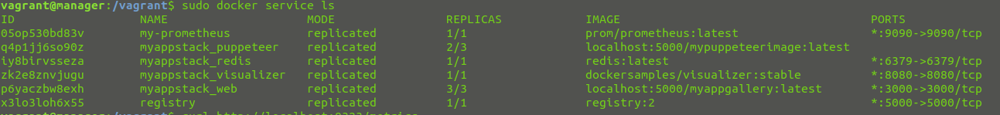 vagrant@manager:/vagrant$ sudo docker service ls
ID NAME MODE REPLICAS IMAGE PORTS
05op530bd83v my-prometheus replicated 1/1 prom/prometheus:latest *:9090->9090/tcp
q4p1jj6so90z myappstack_puppeteer replicated 2/3 localhost:5000/mypuppeteerimage:latest
iy8birvsseza myappstack_redis replicated 1/1 redis:latest *:6379->6379/tcp
zk2e8znvjugu myappstack_visualizer replicated 1/1 dockersamples/visualizer:stable *:8080->8080/tcp
p6yaczbw8exh myappstack_web replicated 3/3 localhost:5000/myappgallery:latest *:3000->3000/tcp
x3lo3loh6x55 registry replicated 1/1 registry:2 *:5000->5000/tcp